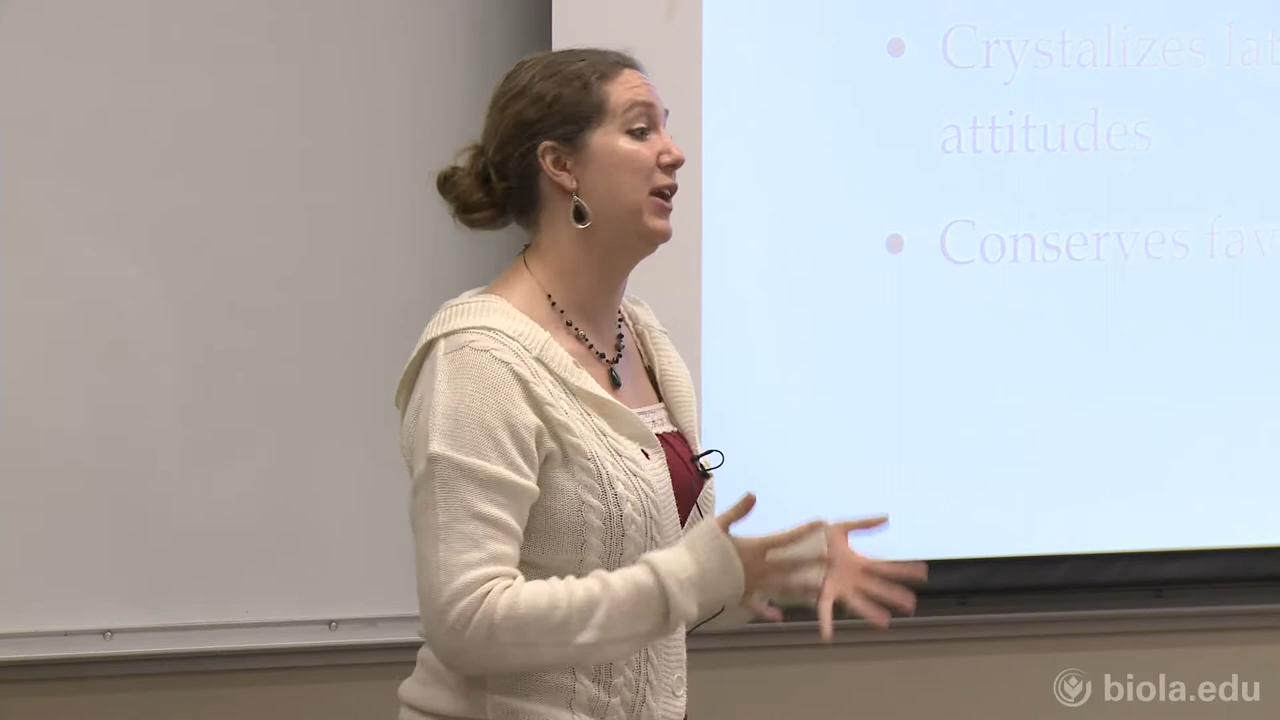 • Crystalizes
attitudes
• Conserves
biola.edu